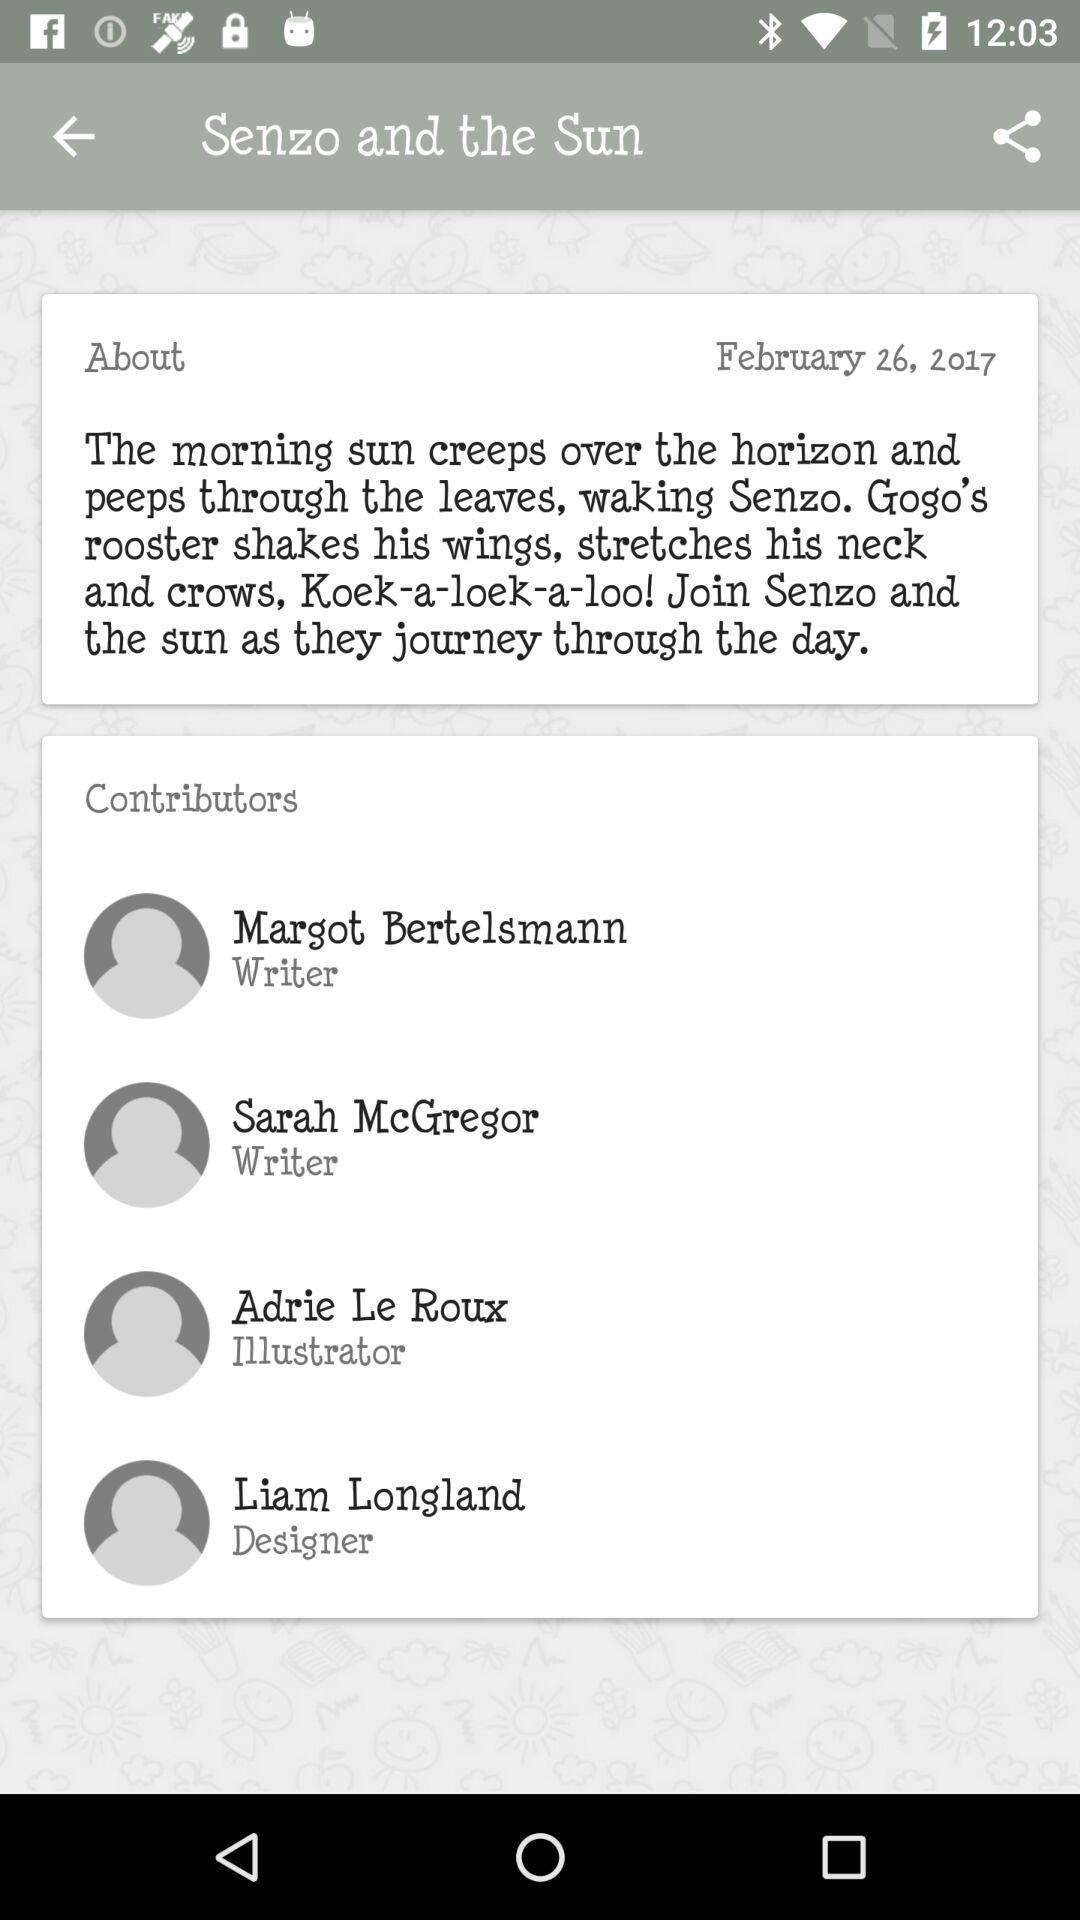 FAKE
12:03
Senzo and the Sun
About
February 26, 2017
The morning sun creeps over the horizon and
peeps through the leaves, waking Senzo. Gogo's
rooster shakes his wings, stretches his neck
and crows, Koek-a-loek-a-loo! Join Senzo and
the sun as they journey through the day.
Contributors
Margot Bertelsmann
Writer
Sarah McGregor
Writer
Adrie Le Roux
Illustrator
Liam Longland
Designer